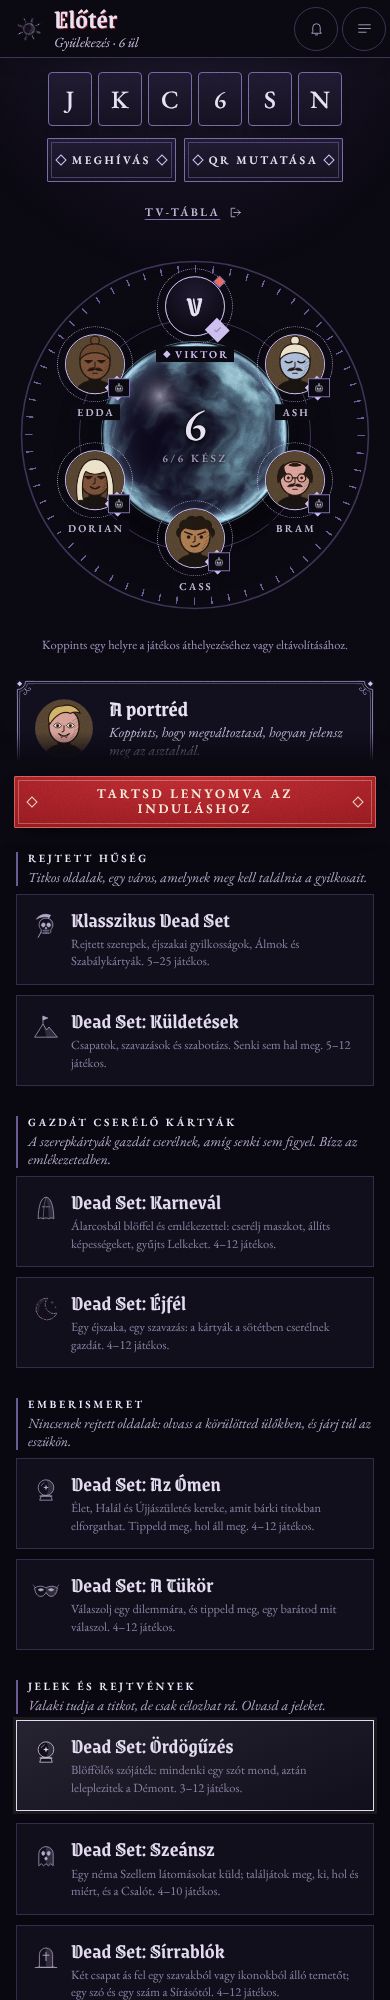 Előtér
Gyülekezés · 6 ül
J K C 6 S N
MEGHÍVÁS
QR MUTATÁSA
TV-TÁBLA
V
VIKTOR
EDDA
ASH
6
6/6 KÉSZ
DORIAN
BRAM
CASS
Koppints egy helyre a játékos áthelyezéséhez vagy eltávolításához.
A portréd
Koppints, hogy megváltoztasd, hogyan jelensz
meg az asztalnál.
TARTSD LENYOMVA AZ
INDULÁSHOZ
REJTETT HŰSÉG
Titkos oldalak, egy város, amelynek meg kell találnia a gyilkosait.
Klasszikus Dead Set
Rejtett szerepek, éjszakai gyilkosságok, Álmok és
Szabálykártyák. 5–25 játékos.
Dead Set: Küldetések
Csapatok, szavazások és szabotázs. Senki sem hal meg. 5–12
játékos.
GAZDÁT CSERÉLŐ KÁRTYÁK
A szerepkártyák gazdát cserélnek, amíg senki sem figyel. Bízz az
emlékezetedben.
Dead Set: Karnevál
Álarcosbál blöffel és emlékezettel: cserélj maszkot, állíts
képességeket, gyűjts Lelkeket. 4–12 játékos.
Dead Set: Éjfél
Egy éjszaka, egy szavazás: a kártyák a sötétben cserélnek
gazdát. 4–12 játékos.
EMBERISMERET
Nincsenek rejtett oldalak: olvass a körülötted ülőkben, és járj túl az
eszükön.
Dead Set: Az Ómen
Élet, Halál és Újjászületés kereke, amit bárki titokban
elforgathat. Tippeld meg, hol áll meg. 4–12 játékos.
Dead Set: A Tükör
Válaszolj egy dilemmára, és tippeld meg, egy barátod mit
válaszol. 4–12 játékos.
JELEK ÉS REJTVÉNYEK
Valaki tudja a titkot, de csak célozhat rá. Olvasd a jeleket.
Dead Set: Ördögűzés
Blöffölős szójáték: mindenki egy szót mond, aztán
leleplezitek a Démont. 3–12 játékos.
Dead Set: Szeánsz
Egy néma Szellem látomásokat küld; találjátok meg, ki, hol és
miért, és a Csalót. 4–10 játékos.
Dead Set: Sírrablók
Két csapat ás fel egy szavakból vagy ikonokból álló temetőt;
egy szó és egy szám a Sírásótól. 4–12 játékos.